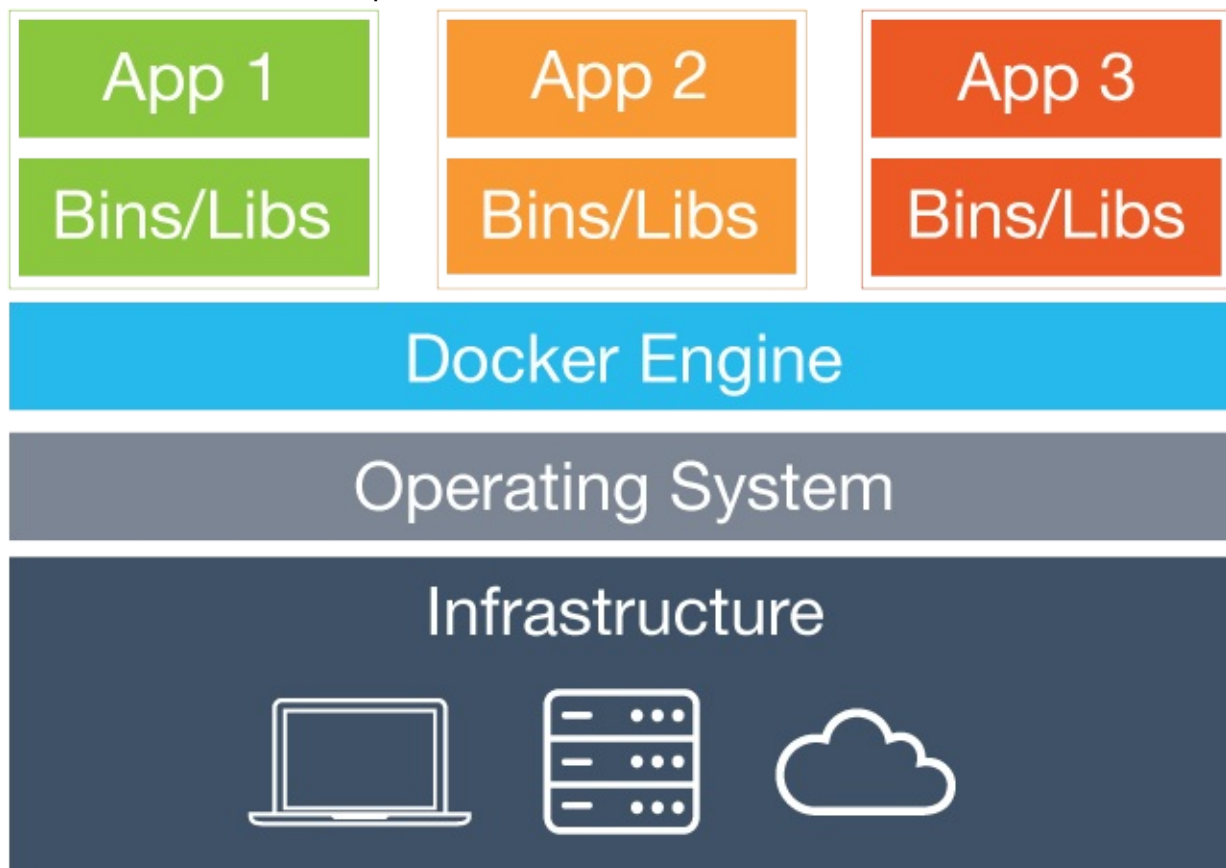 App 1
App 2
App 3
Bins/Libs
Bins/Libs
Bins/Libs
Docker Engine
Operating System
Infrastructure